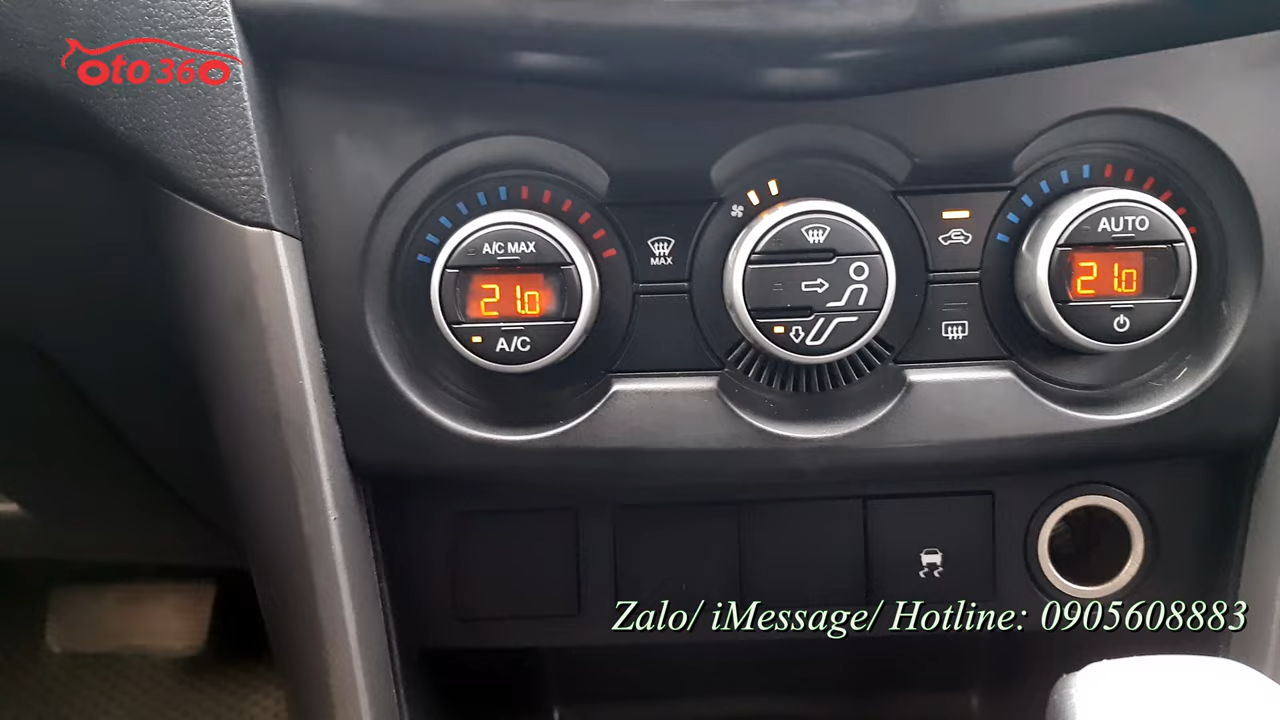 oto360
A/C MAX
21.0
A/C
MAX
AUTO
21.0
Zalo/ iMessage/ Hotline: 0905608883